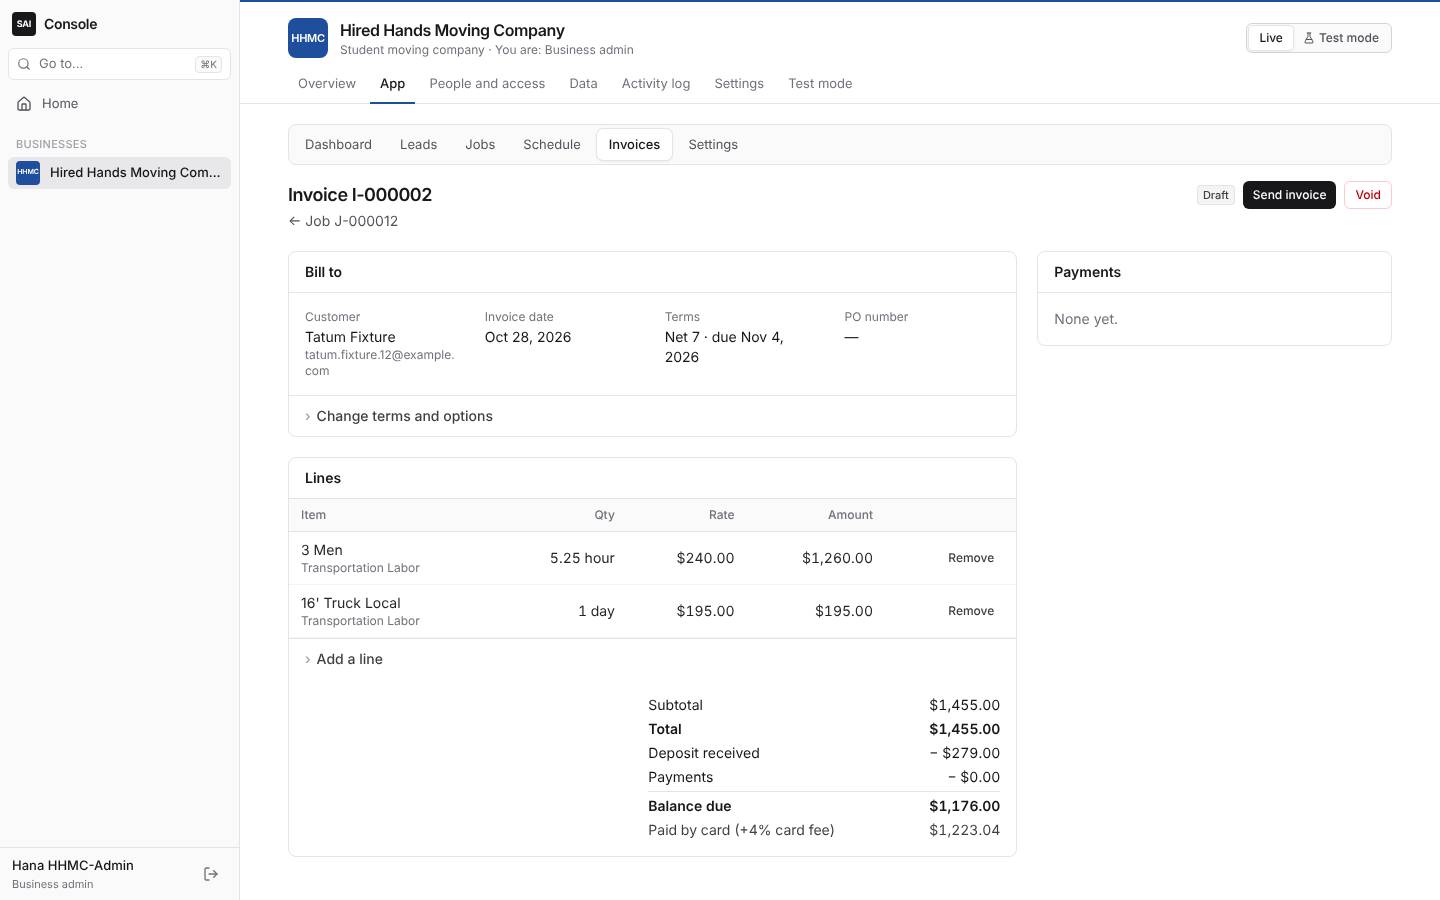 SAI Console
Go to... ⌘K
Home
BUSINESSES
HHMC Hired Hands Moving Com...
Hana HHMC-Admin
Business admin
HHMC
Hired Hands Moving Company
Student moving company · You are: Business admin
Live Test mode
Overview App People and access Data Activity log Settings Test mode
Dashboard Leads Jobs Schedule Invoices Settings
Invoice I-000002
Draft Send invoice Void
← Job J-000012
Bill to
Customer Invoice date Terms PO number
Tatum Fixture Oct 28, 2026 Net 7 · due Nov 4, —
tatum.fixture.12@example. 2026
com
› Change terms and options
Payments
None yet.
Lines
Item Qty Rate Amount
3 Men 5.25 hour $240.00 $1,260.00 Remove
Transportation Labor
16' Truck Local 1 day $195.00 $195.00 Remove
Transportation Labor
› Add a line
Subtotal $1,455.00
Total $1,455.00
Deposit received − $279.00
Payments − $0.00
Balance due $1,176.00
Paid by card (+4% card fee) $1,223.04